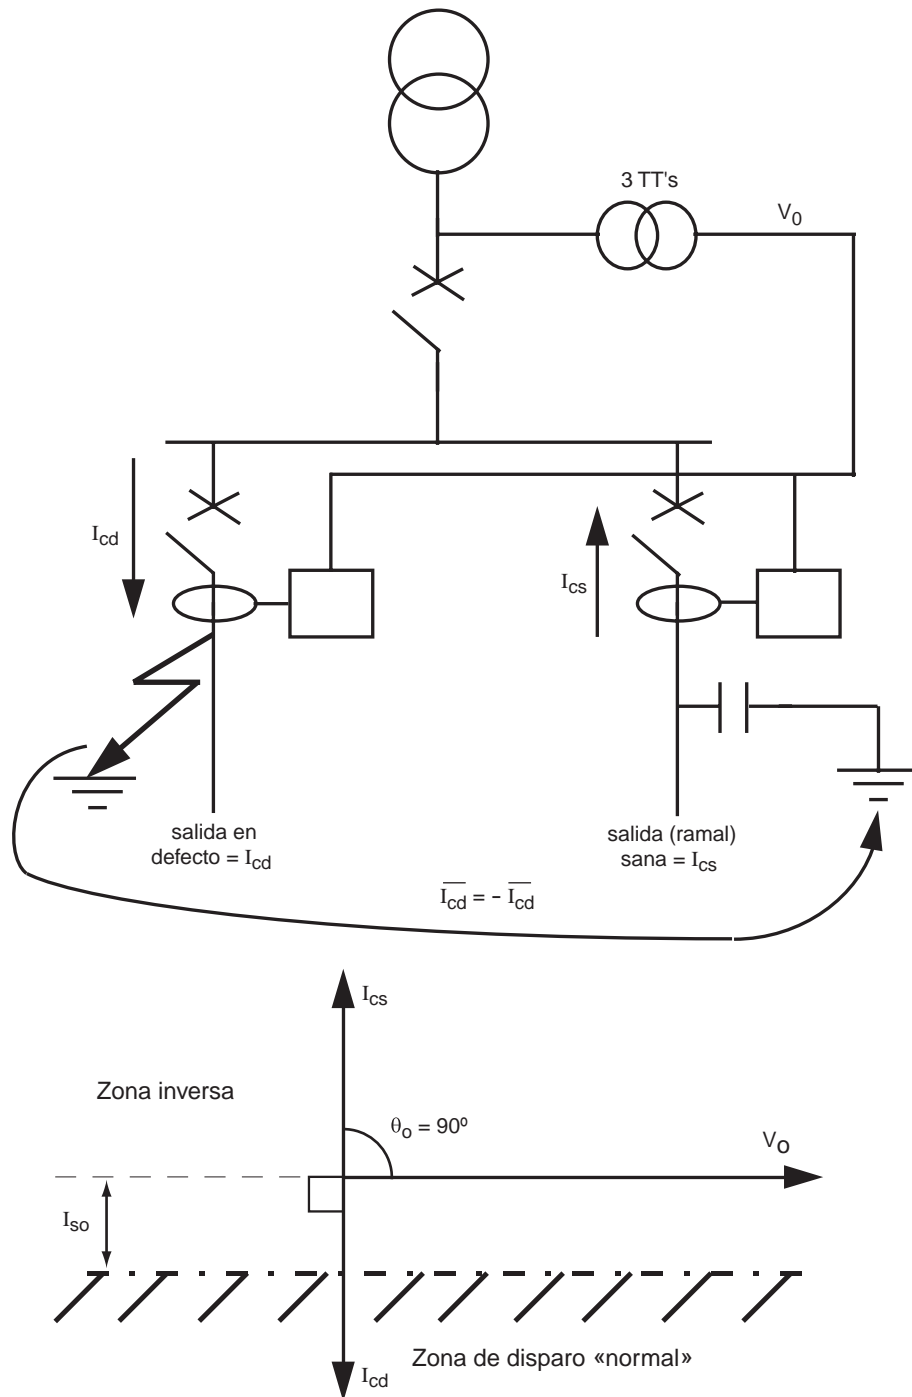 3 TT's
V0
Icd
Ics
salida en
defecto = Icd
salida (ramal)
sana = Ics
Icd = - Icd
Ics
Zona inversa
θo = 90º
Vo
Iso
Zona de disparo «normal»
Icd